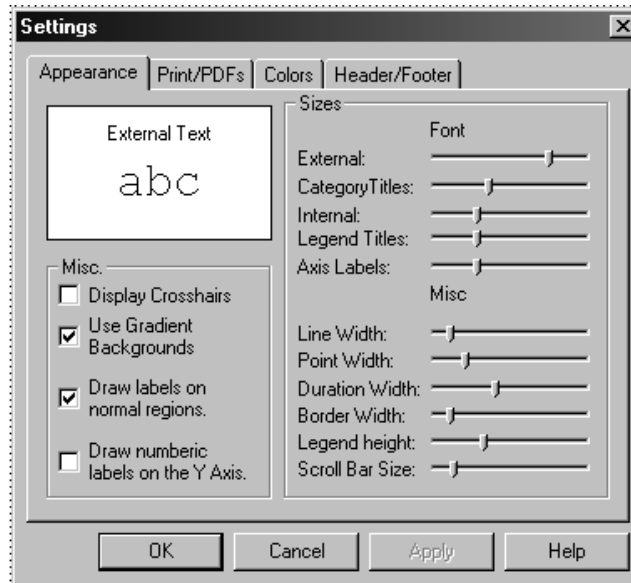 Settings
Appearance Print/PDFs Colors Header/Footer
External Text
abc
Misc.
Display Crosshairs
Use Gradient
Backgrounds
Draw labels on
normal regions.
Draw numberic
labels on the Y Axis.
Sizes
Font
External:
CategoryTitles:
Internal:
Legend Titles:
Axis Labels:
Misc
Line Width:
Point Width:
Duration Width:
Border Width:
Legend height:
Scroll Bar Size:
OK Cancel Apply Help